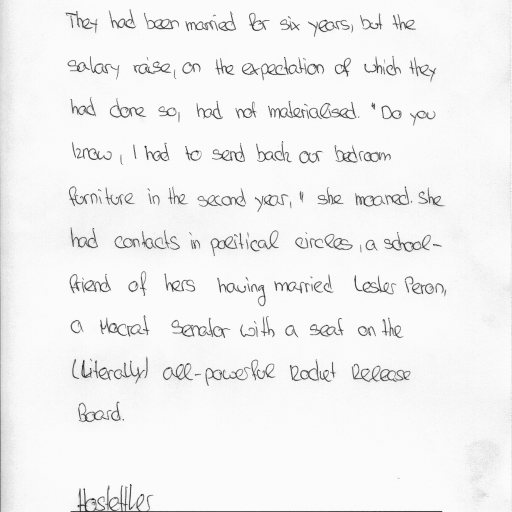 They had been married for six years, but the
salary raise, on the expectation of which they
had done so, had not materialised. "Do you
know, I had to send back our bedroom
furniture in the second year," she moaned. She
had contacts in political circles, a school-
friend of hers having married Lesler Peron,
a Mocrat Senator with a seat on the
(Literally) all-powerful Rocket Release
Board.
Hostettler